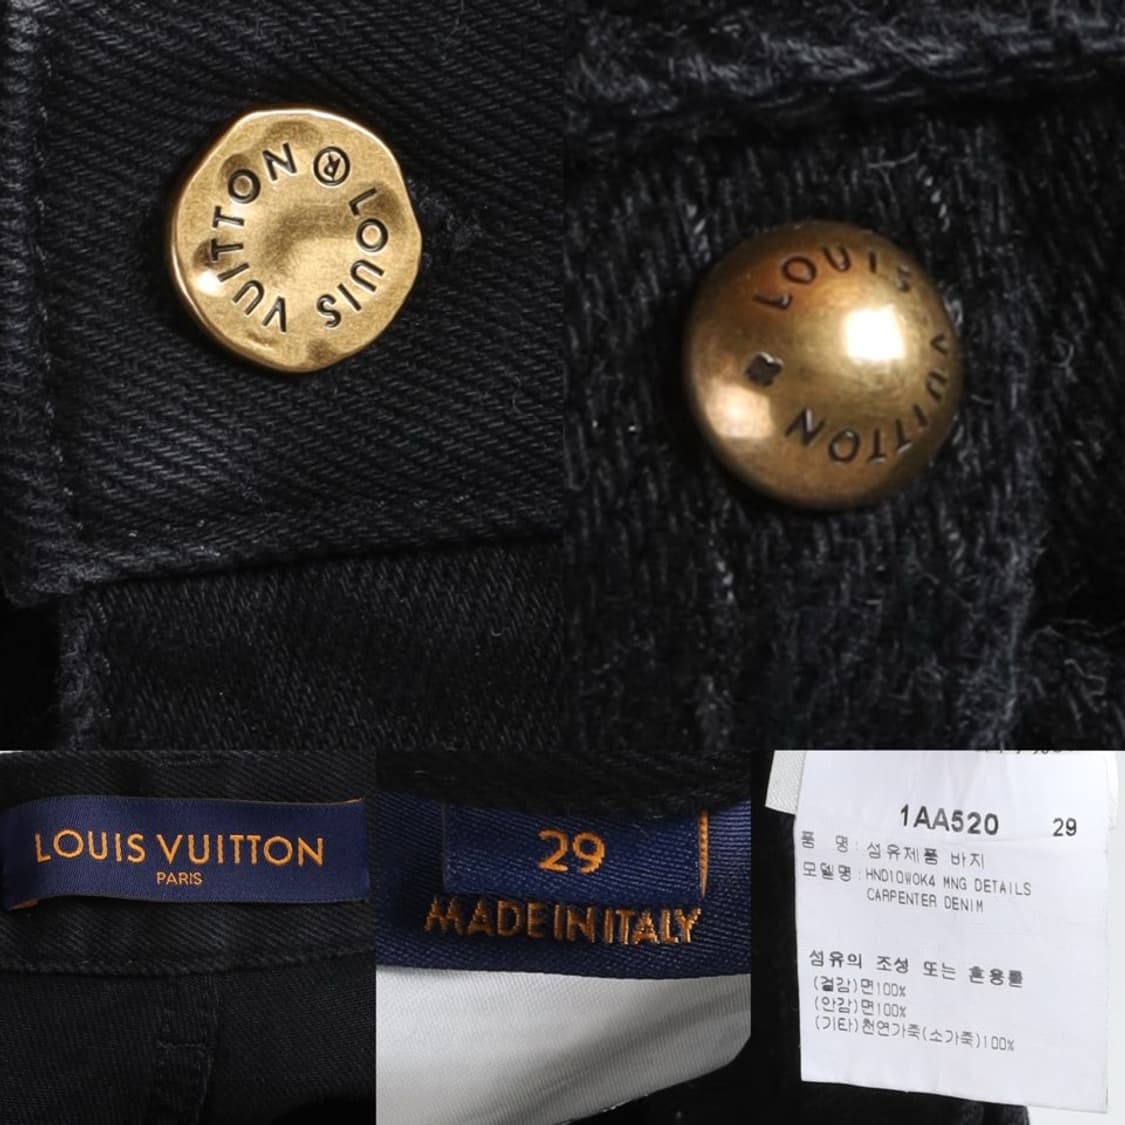 LOUIS VUITTON ®
LOUIS VUITTON
LOUIS VUITTON
PARIS
29
MADE IN ITALY
1AA520 29
품 명 : 섬유제품 바지
모델명 : HND10WOK4 MNG DETAILS
CARPENTER DENIM
섬유의 조성 또는 혼용률
(겉감)면100%
(안감)면100%
(기타)천연가죽(소가죽)100%